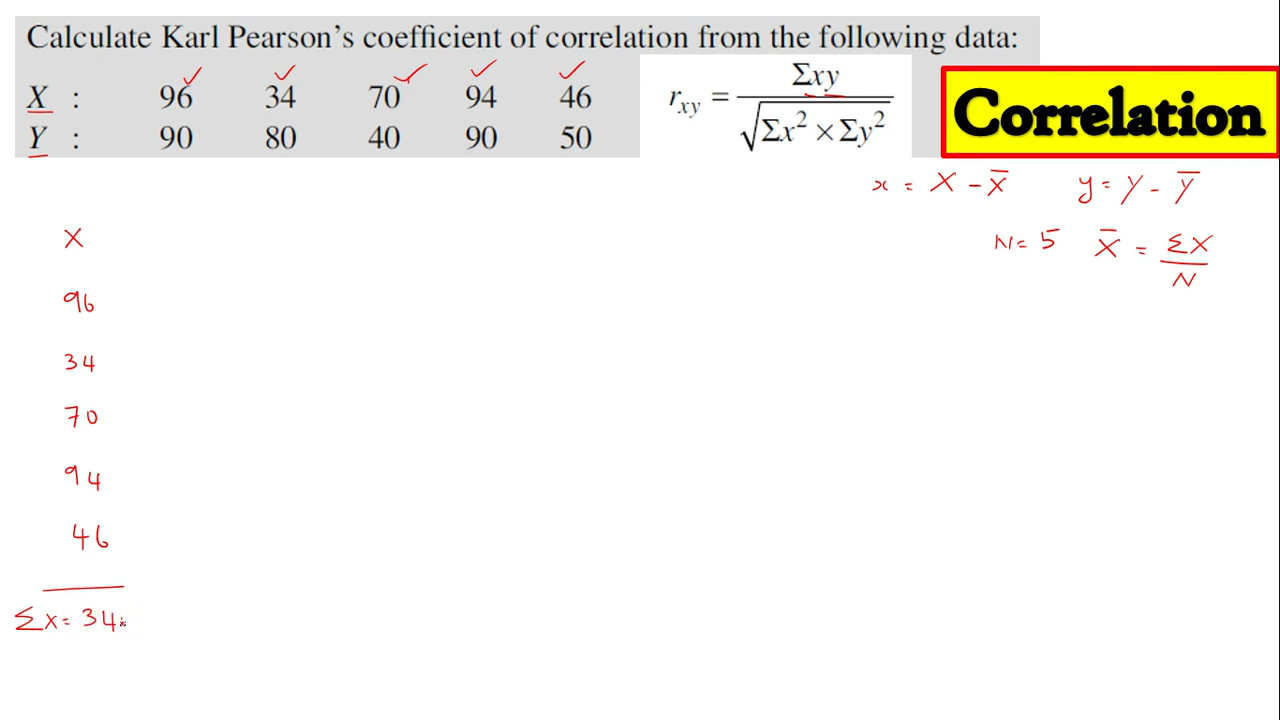 Calculate Karl Pearson's coefficient of correlation from the following data:
X : 96 34 70 94 46
Y : 90 80 40 90 50
r_xy = Σxy / √(Σx² × Σy²)
Correlation
x = X - X̄ y = Y - Y̅
N = 5 X̄ = ΣX / N
X
96
34
70
94
46
ΣX = 34